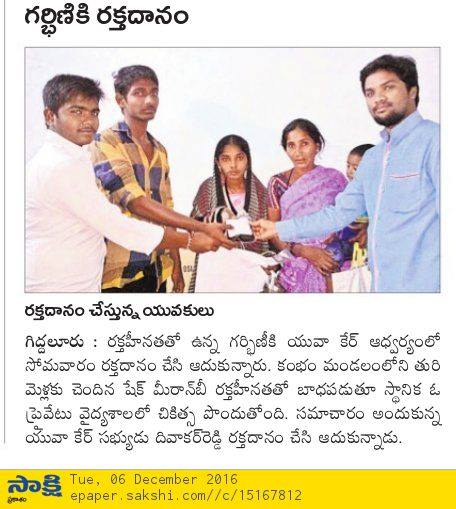 గర్భిణికి రక్తదానం
రక్తదానం చేస్తున్న యువకులు
గిద్దలూరు : రక్తహీనతతో ఉన్న గర్భిణీకి యువా కేర్ ఆధ్వర్యంలో
సోమవారం రక్తదానం చేసి ఆదుకున్నారు. కంభం మండలంలోని తురి
మెళ్లకు చెందిన షేక్ మీరాన్‌బీ రక్తహీనతతో బాధపడుతూ స్థానిక ఓ
ప్రైవేటు వైద్యశాలలో చికిత్స పొందుతోంది. సమాచారం అందుకున్న
యువా కేర్ సభ్యుడు దివాకర్‌రెడ్డి రక్తదానం చేసి ఆదుకున్నాడు.
సాక్షి
ప్రకాశం
Tue, 06 December 2016
epaper.sakshi.com//c/15167812